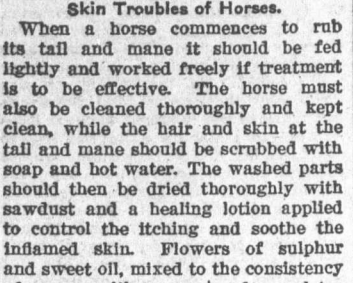 Skin Troubles of Horses.
When a horse commences to rub
its tail and mane it should be fed
lightly and worked freely if treatment
is to be effective. The horse must
also be cleaned thoroughly and kept
clean, while the hair and skin at the
tail and mane should be scrubbed with
soap and hot water. The washed parts
should then be dried thoroughly with
sawdust and a healing lotion applied
to control the itching and soothe the
inflamed skin. Flowers of sulphur
and sweet oil, mixed to the consistency